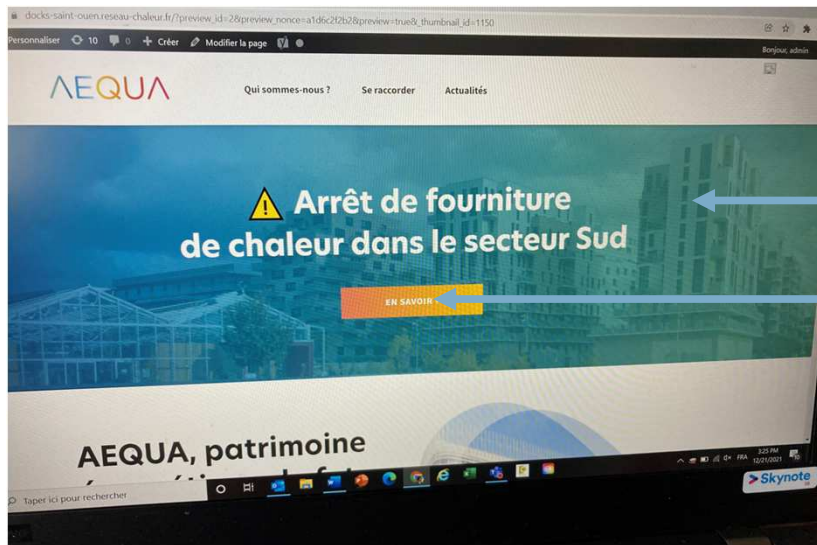 docks-saint-ouen.reseau-chaleur.fr/?preview_id=28&preview_nonce=a1d6c2f2b2&preview=true&_thumbnail_id=1150
Personnaliser 10 0 + Créer Modifier la page
Bonjour, admin
AEQUA
Qui sommes-nous ? Se raccorder Actualités
Arrêt de fourniture
de chaleur dans le secteur Sud
EN SAVOIR
AEQUA, patrimoine
Taper ici pour rechercher
FRA
3:25 PM
12/21/2021
Skynote